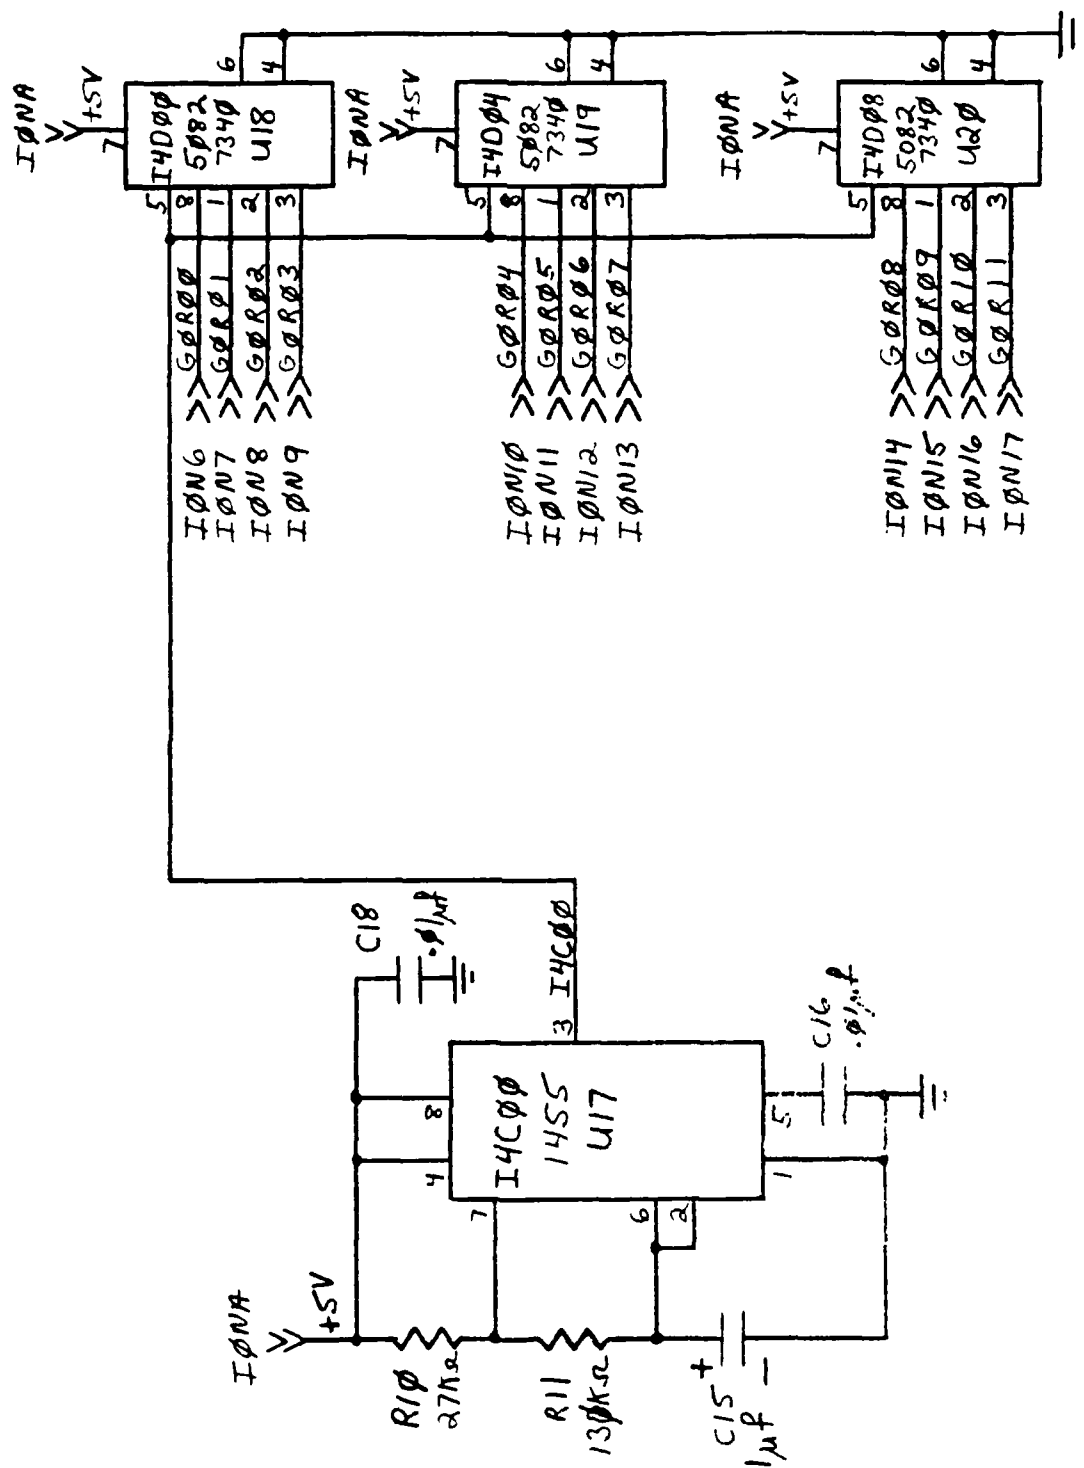 IØNA
+5V
R1Ø
27KΩ
R11
13ØKΩ
C15
1µf
+
−
4
8
7
6
2
1
5
3
I4CØØ
1455
U17
C18
.Ø1µf
C16
.Ø1µf
I4CØØ
IØNA
+5V
7
IØN6 GØRØØ 8
IØN7 GØRØ1 1
IØN8 GØRØ2 2
IØN9 GØRØ3 3
5
I4DØØ
5Ø82
734Ø
U18
6
4
IØNA
+5V
7
IØN1Ø GØRØ4 8
IØN11 GØRØ5 1
IØN12 GØRØ6 2
IØN13 GØRØ7 3
5
I4DØ4
5Ø82
734Ø
U19
6
4
IØNA
+5V
7
IØN14 GØRØ8 8
IØN15 GØRØ9 1
IØN16 GØR1Ø 2
IØN17 GØR11 3
5
I4DØ8
5082
734Ø
U2Ø
6
4